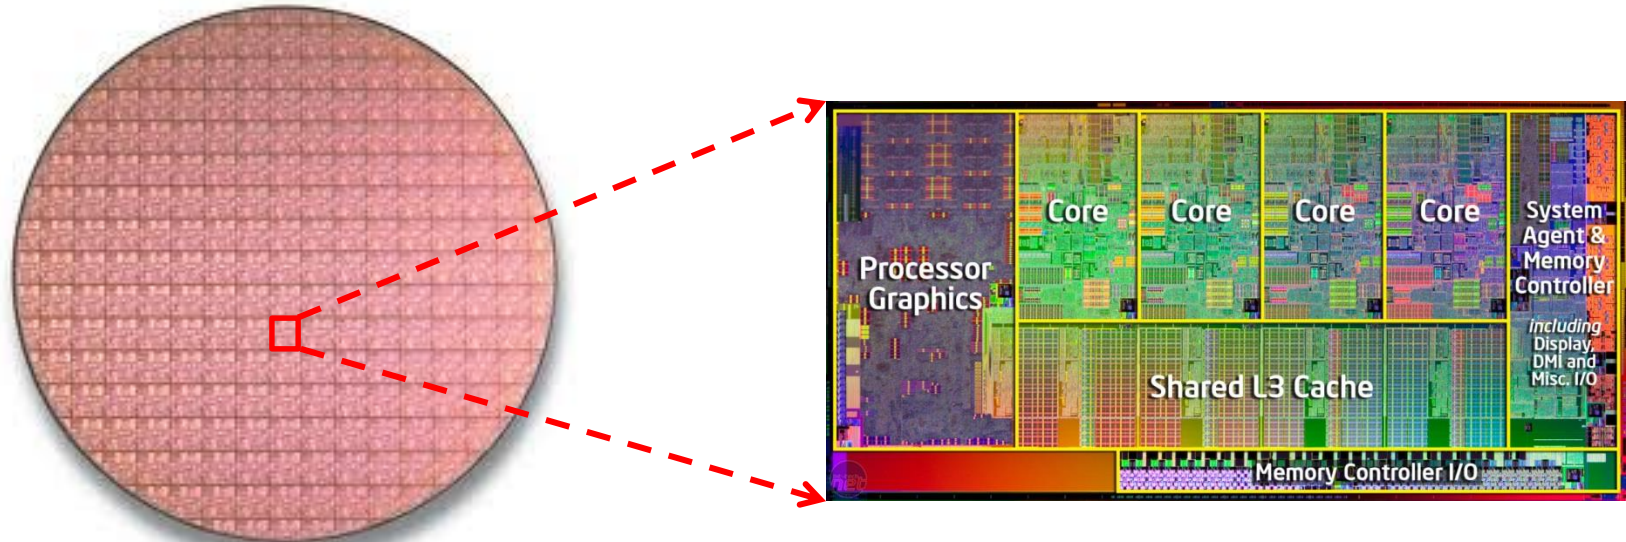 Processor
Graphics
Core
Core
Core
Core
System
Agent &
Memory
Controller
including
Display,
DMI and
Misc. I/O
Shared L3 Cache
Memory Controller I/O